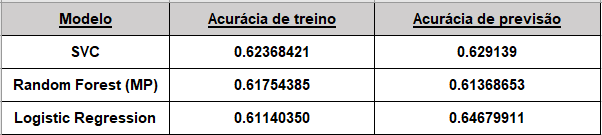 Modelo Acurácia de treino Acurácia de previsão
SVC 0.62368421 0.629139
Random Forest (MP) 0.61754385 0.61368653
Logistic Regression 0.61140350 0.64679911